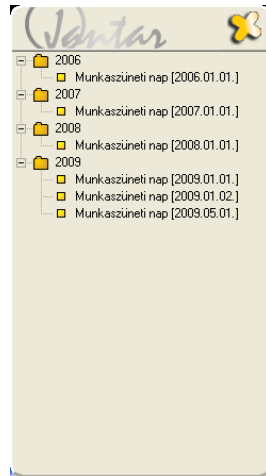 Jantar
2006
Munkaszüneti nap [2006.01.01.]
2007
Munkaszüneti nap [2007.01.01.]
2008
Munkaszüneti nap [2008.01.01.]
2009
Munkaszüneti nap [2009.01.01.]
Munkaszüneti nap [2009.01.02.]
Munkaszüneti nap [2009.05.01.]